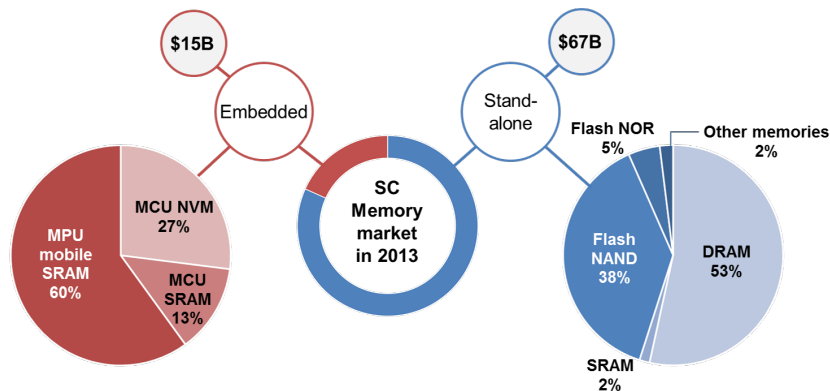 $15B
$67B
Embedded
Stand-
alone
SC
Memory
market
in 2013
MCU NVM
27%
MPU
mobile
SRAM
60%
MCU
SRAM
13%
Flash NOR
5%
Other memories
2%
Flash
NAND
38%
DRAM
53%
SRAM
2%